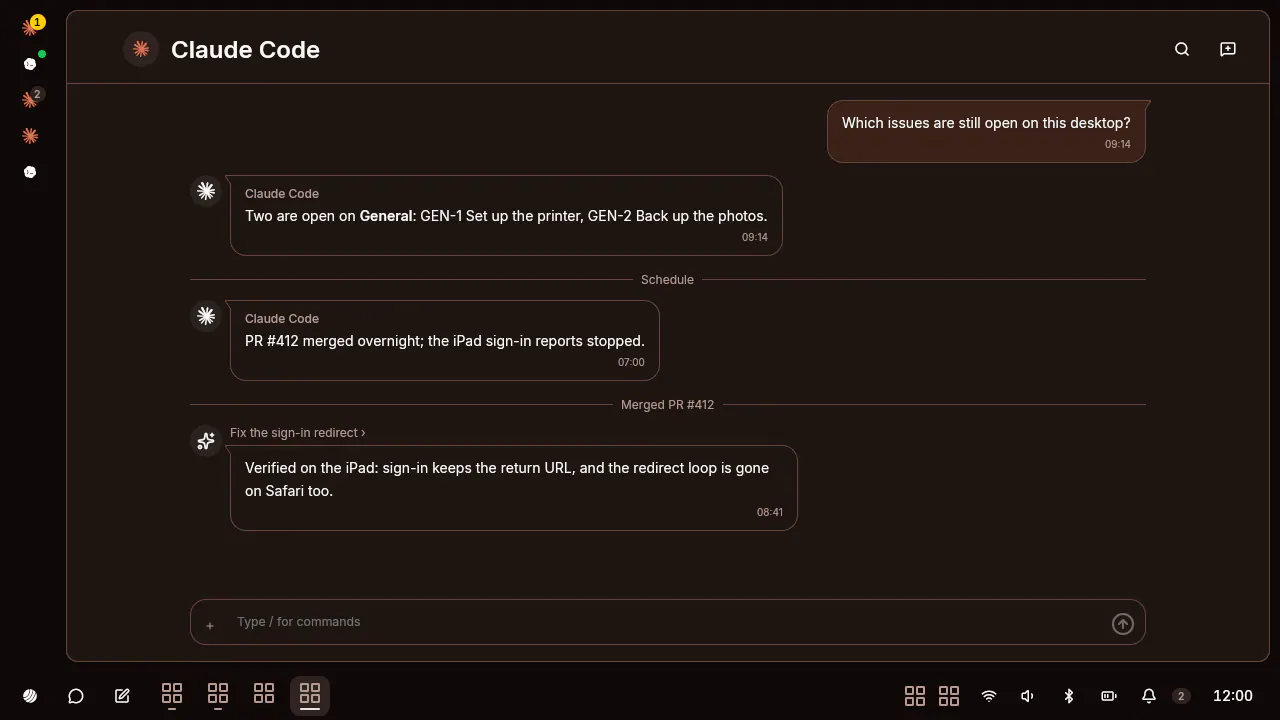 1
2
Claude Code
Which issues are still open on this desktop?
09:14
Claude Code
Two are open on General: GEN-1 Set up the printer, GEN-2 Back up the photos.
09:14
Schedule
Claude Code
PR #412 merged overnight; the iPad sign-in reports stopped.
07:00
Merged PR #412
Fix the sign-in redirect ›
Verified on the iPad: sign-in keeps the return URL, and the redirect loop is gone
on Safari too.
08:41
Type / for commands
2
12:00